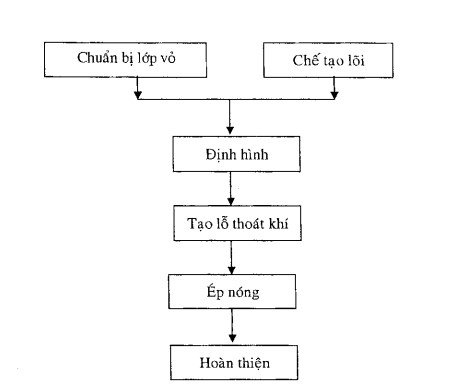 Chuẩn bị lớp vỏ
Chế tạo lõi
Định hình
Tạo lỗ thoát khí
Ép nóng
Hoàn thiện